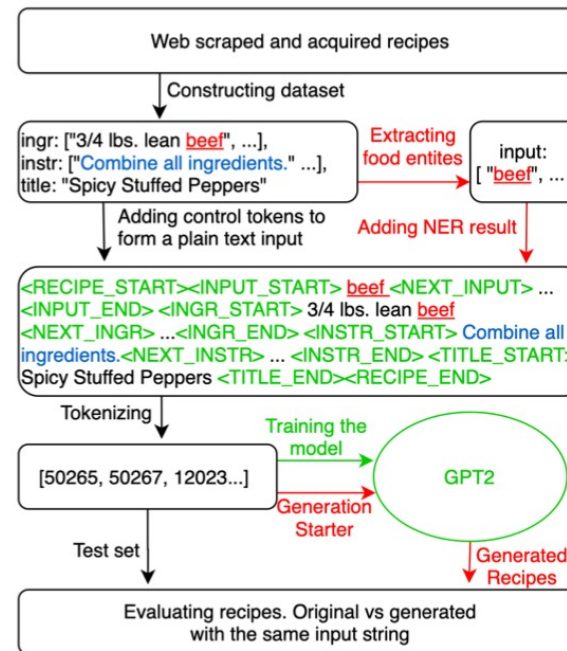 Web scraped and acquired recipes
Constructing dataset
ingr: ["3/4 lbs. lean beef", ...],
instr: ["Combine all ingredients." ...],
title: "Spicy Stuffed Peppers"
Extracting
food entites
input:
[ "beef", ...
Adding control tokens to
form a plain text input
Adding NER result
<RECIPE_START><INPUT_START> beef <NEXT_INPUT> ...
<INPUT_END> <INGR_START> 3/4 lbs. lean beef
<NEXT_INGR> ...<INGR_END> <INSTR_START> Combine all
ingredients.<NEXT_INSTR> ... <INSTR_END> <TITLE_START>
Spicy Stuffed Peppers <TITLE_END><RECIPE_END>
Tokenizing
Training the
model
[50265, 50267, 12023...]
GPT2
Generation
Starter
Test set
Generated
Recipes
Evaluating recipes. Original vs generated
with the same input string